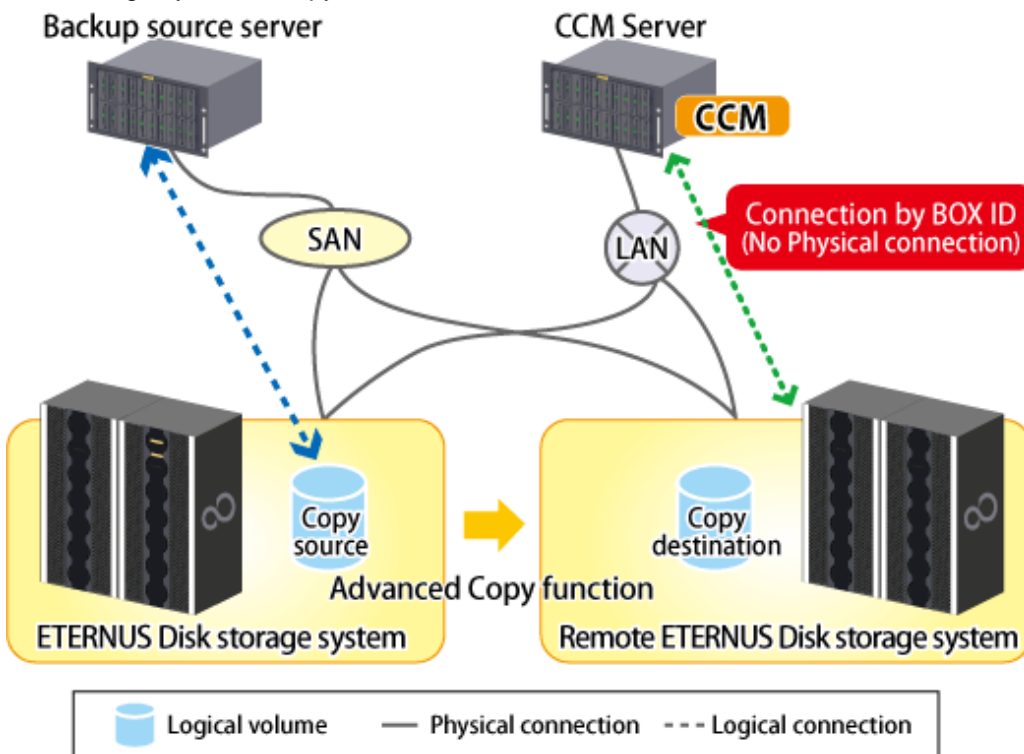 Backup source server
CCM Server
CCM
SAN
LAN
Connection by BOX ID
(No Physical connection)
Copy
source
Copy
destination
Advanced Copy function
ETERNUS Disk storage system
Remote ETERNUS Disk storage system
Logical volume
Physical connection
Logical connection